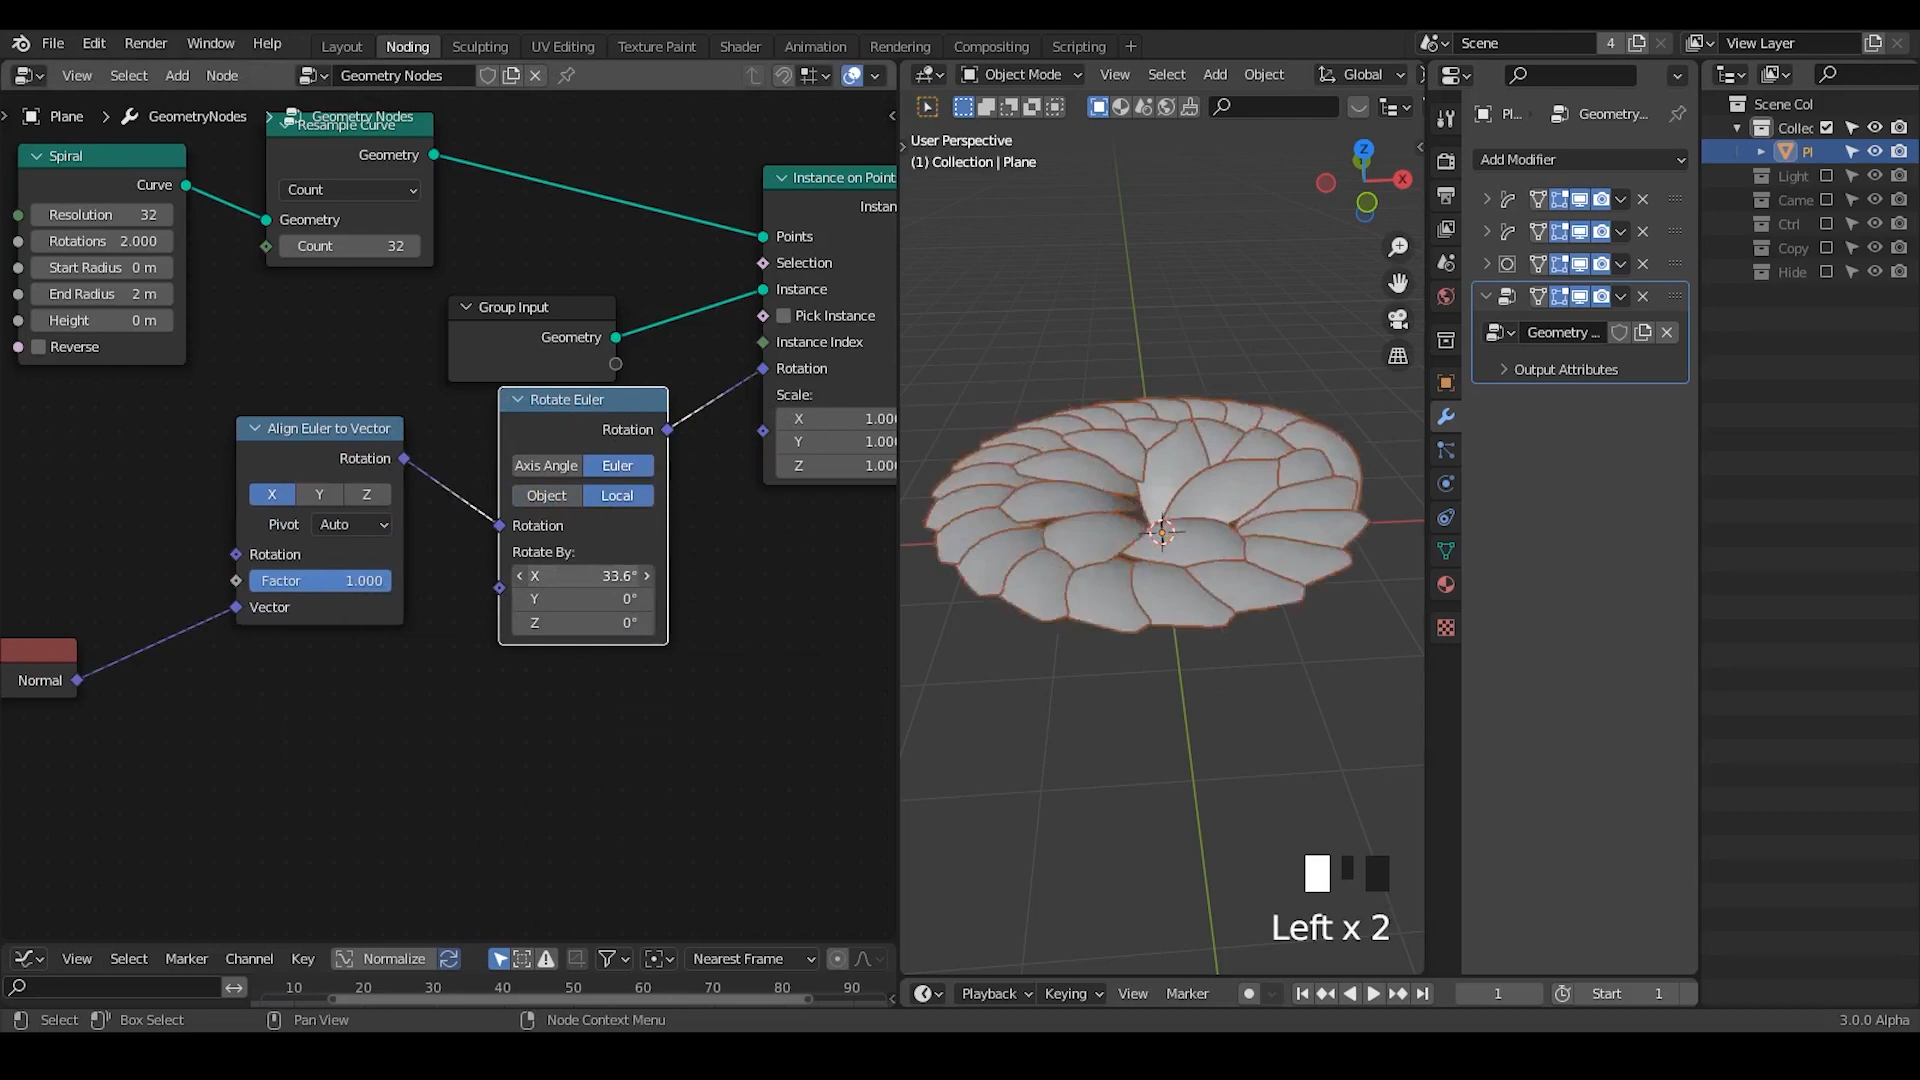 File Edit Render Window Help Layout Noding Sculpting UV Editing Texture Paint Shader Animation Rendering Compositing Scripting + Scene 4 View Layer
View Select Add Node Geometry Nodes Object Mode View Select Add Object Global
Plane > GeometryNodes > Geometry Nodes
Resample Curve
Geometry
Count
Geometry
Count 32
Spiral
Curve
Resolution 32
Rotations 2.000
Start Radius 0 m
End Radius 2 m
Height 0 m
Reverse
Group Input
Geometry
Instance on Point
Instan
Points
Selection
Instance
Pick Instance
Instance Index
Rotation
Scale:
X 1.00
Y 1.00
Z 1.00
Align Euler to Vector
Rotation
X Y Z
Pivot Auto
Rotation
Factor 1.000
Vector
Rotate Euler
Rotation
Axis Angle Euler
Object Local
Rotation
Rotate By:
X 33.6°
Y 0°
Z 0°
Normal
User Perspective
(1) Collection | Plane
Z
X
Left x 2
Pl... Geometry...
Add Modifier
Geometry ...
Output Attributes
Scene Col
Collec
Pl
Light
Came
Ctrl
Copy
Hide
View Select Marker Channel Key Normalize Nearest Frame
10 20 30 40 50 60 70 80 90
Playback Keying View Marker 1 Start 1
Select Box Select Pan View Node Context Menu 3.0.0 Alpha